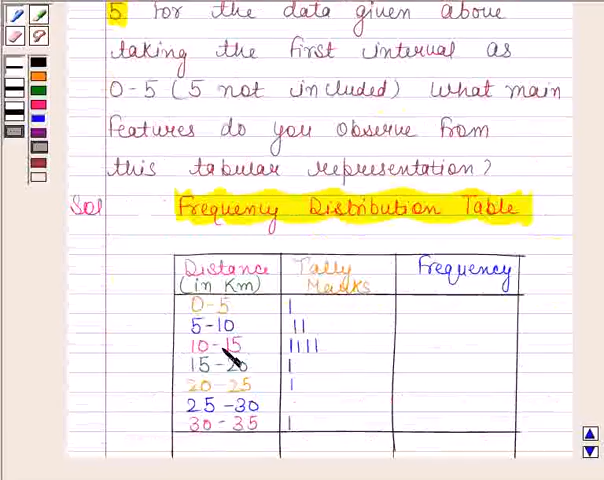 5 for the data given above
taking the first interval as
0-5 (5 not included) What main
features do you observe from
this tabular representation?
Sol Frequency Distribution Table
Distance (in Km) Tally Marks Frequency
0-5 |
5-10 ||
10-15 ||||
15-20 |
20-25 |
25-30
30-35 |